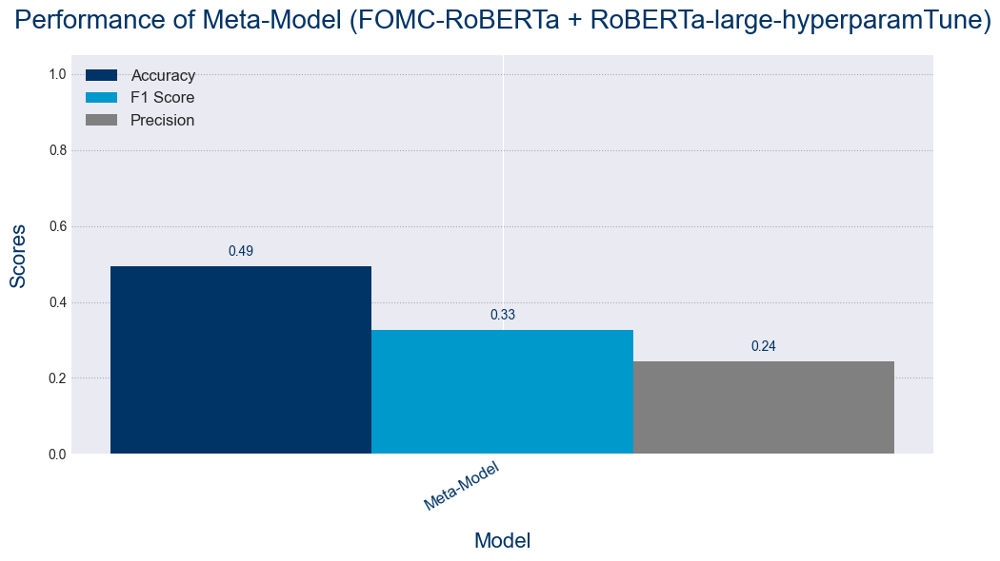 Performance of Meta-Model (FOMC-RoBERTa + RoBERTa-large-hyperparamTune)
Accuracy
F1 Score
Precision
Scores
1.0
0.8
0.6
0.4
0.2
0.0
0.49
0.33
0.24
Meta-Model
Model